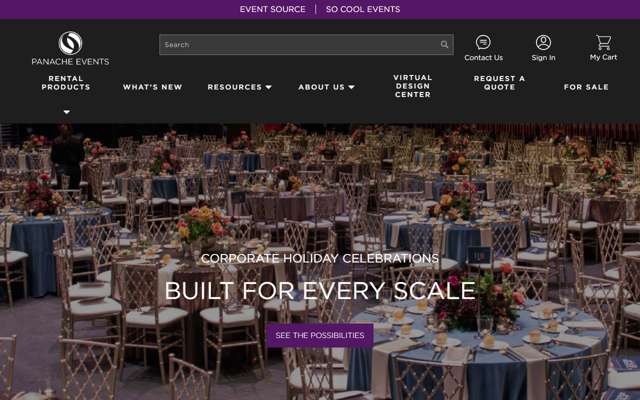 EVENT SOURCE | SO COOL EVENTS
PANACHE EVENTS
Search
Contact Us
Sign In
My Cart
RENTAL
PRODUCTS
WHAT'S NEW
RESOURCES
ABOUT US
VIRTUAL
DESIGN
CENTER
REQUEST A
QUOTE
FOR SALE
CORPORATE HOLIDAY CELEBRATIONS
BUILT FOR EVERY SCALE
SEE THE POSSIBILITIES